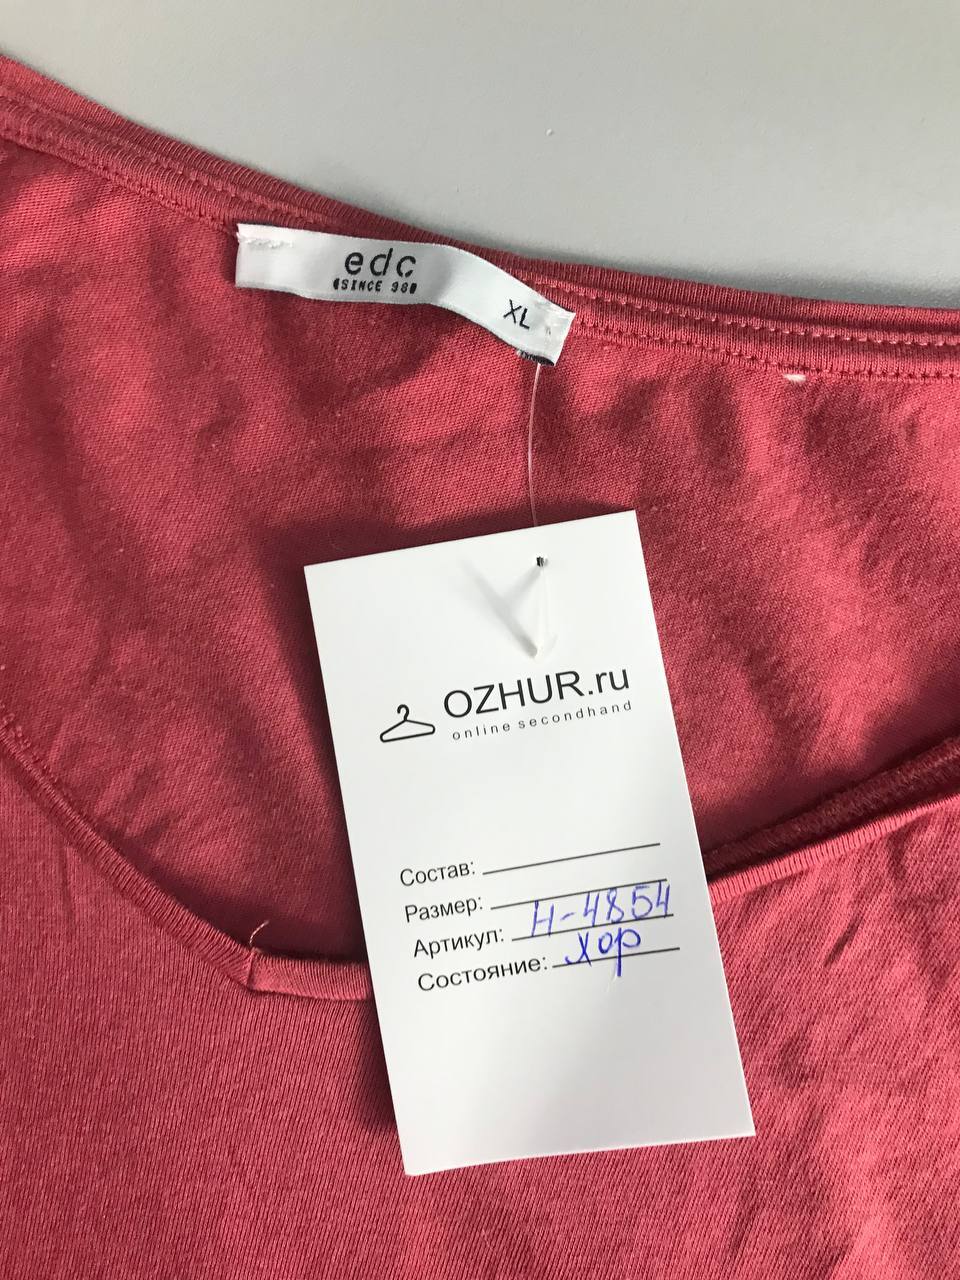 edc
SINCE 98
XL
OZHUR.ru
online secondhand
Состав:
Размер:
Артикул: Н-4854
Состояние: хор